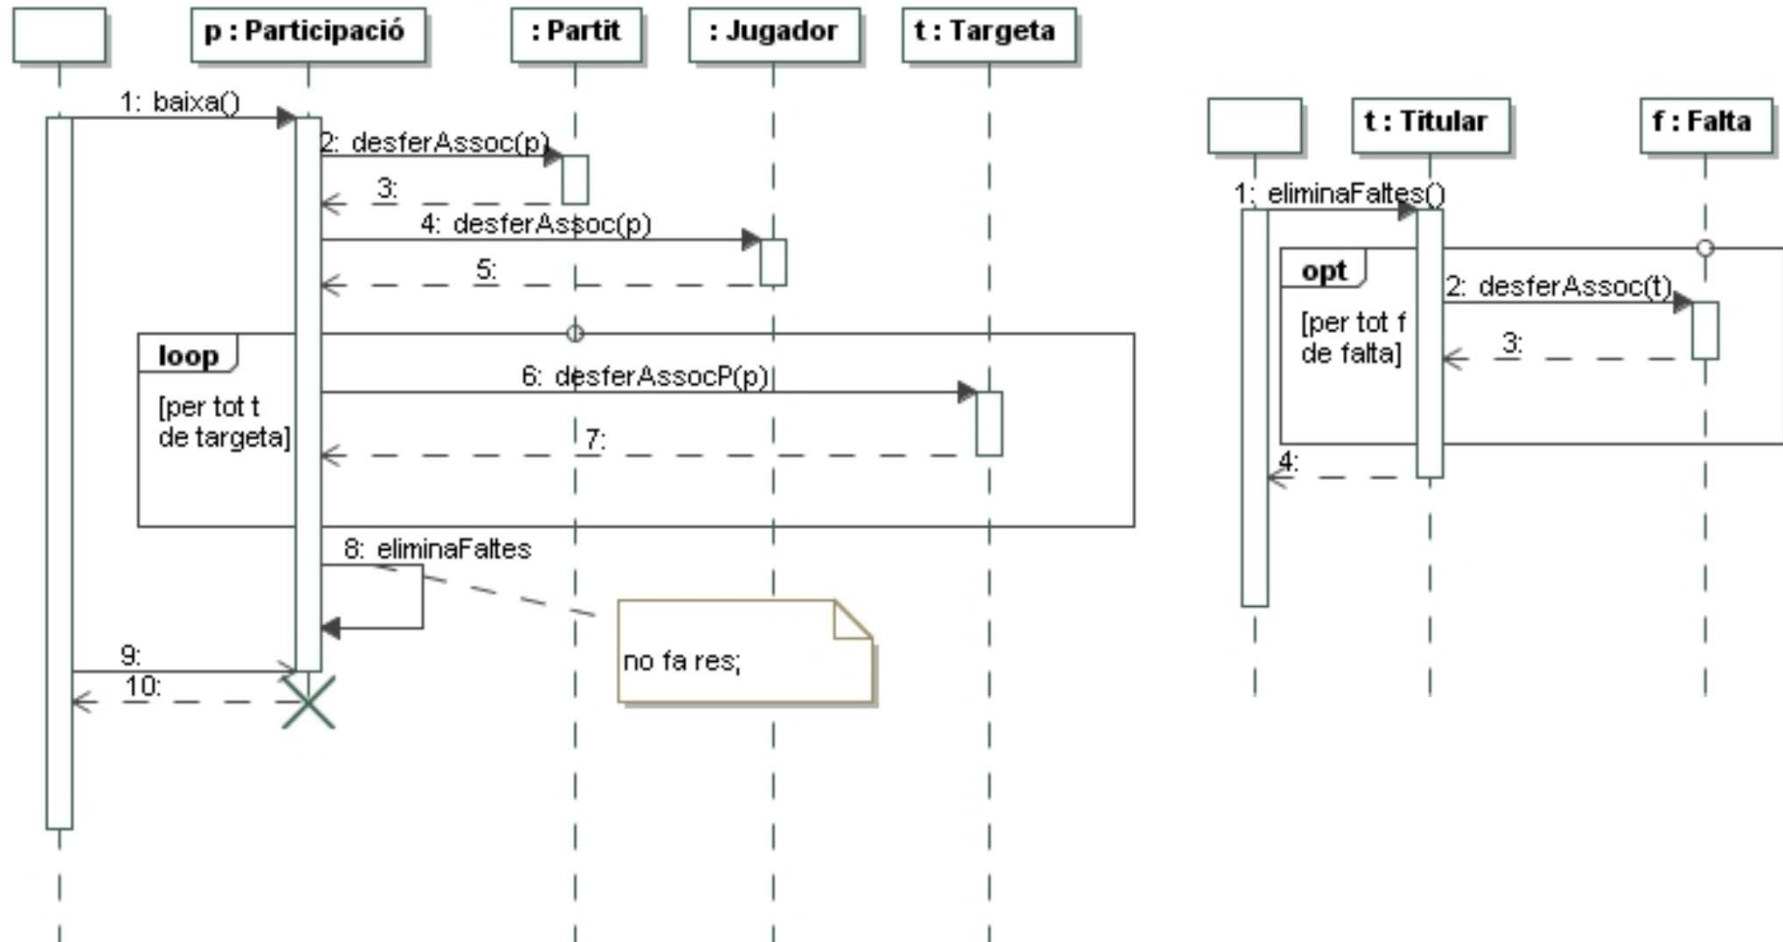 p : Participació
: Partit
: Jugador
t : Targeta
1: baixa()
2: desferAssoc(p)
3:
4: desferAssoc(p)
5:
loop
[per tot t
de targeta]
6: desferAssocP(p)
7:
8: eliminaFaltes
no fa res;
9:
10:
t : Titular
f : Falta
1: eliminaFaltes()
opt
[per tot f
de falta]
2: desferAssoc(t)
3:
4: